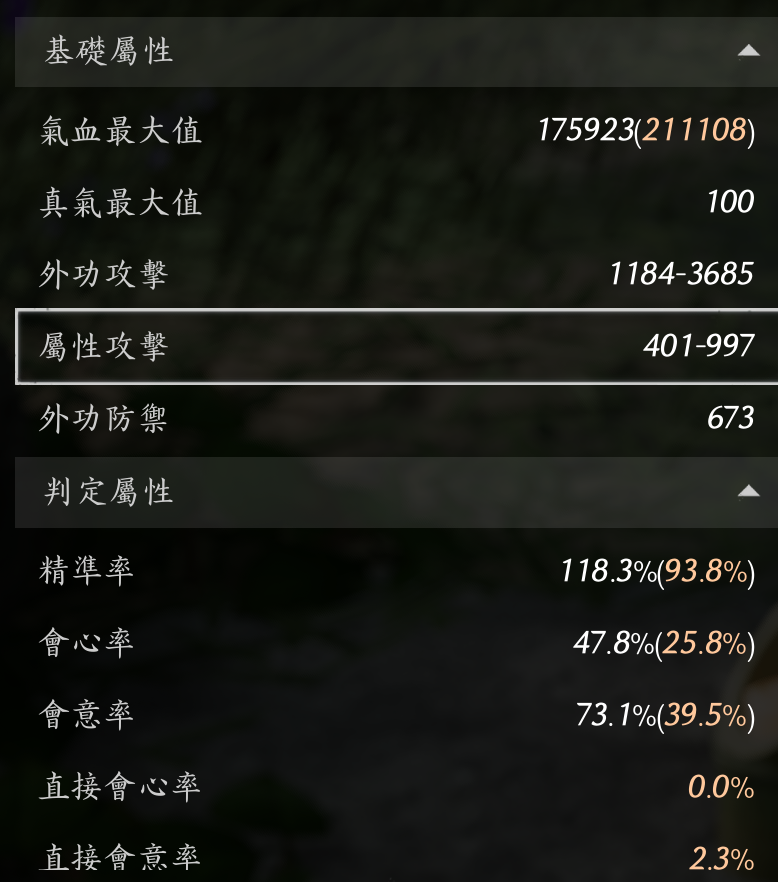 基礎屬性
氣血最大值 175923(211108)
真氣最大值 100
外功攻擊 1184-3685
屬性攻擊 401-997
外功防禦 673
判定屬性
精準率 118.3%(93.8%)
會心率 47.8%(25.8%)
會意率 73.1%(39.5%)
直接會心率 0.0%
直接會意率 2.3%